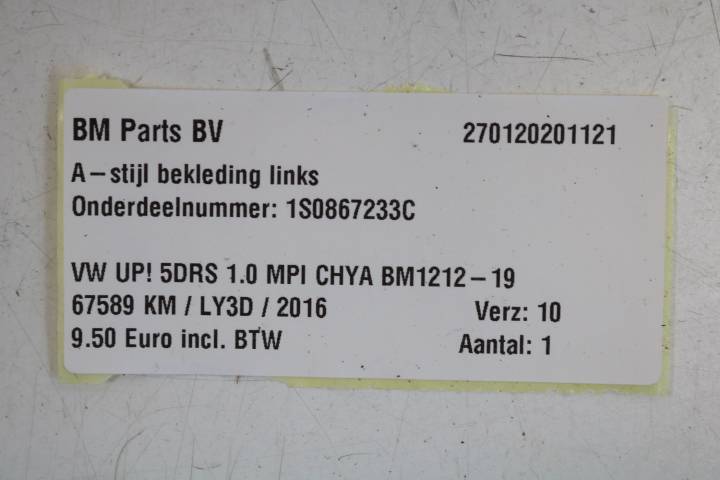 BM Parts BV 270120201121
A–stijl bekleding links
Onderdeelnummer: 1S0867233C
VW UP! 5DRS 1.0 MPI CHYA BM1212–19
67589 KM / LY3D / 2016 Verz: 10
9.50 Euro incl. BTW Aantal: 1